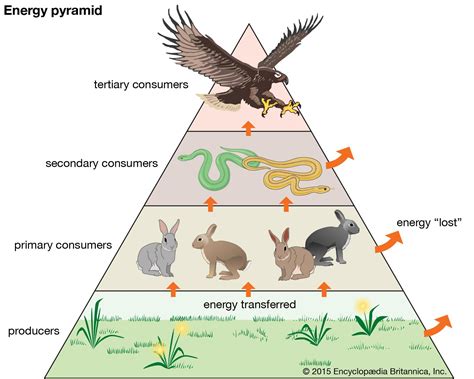 Energy pyramid
tertiary consumers
secondary consumers
energy “lost”
primary consumers
energy transferred
producers
© 2015 Encyclopædia Britannica, Inc.